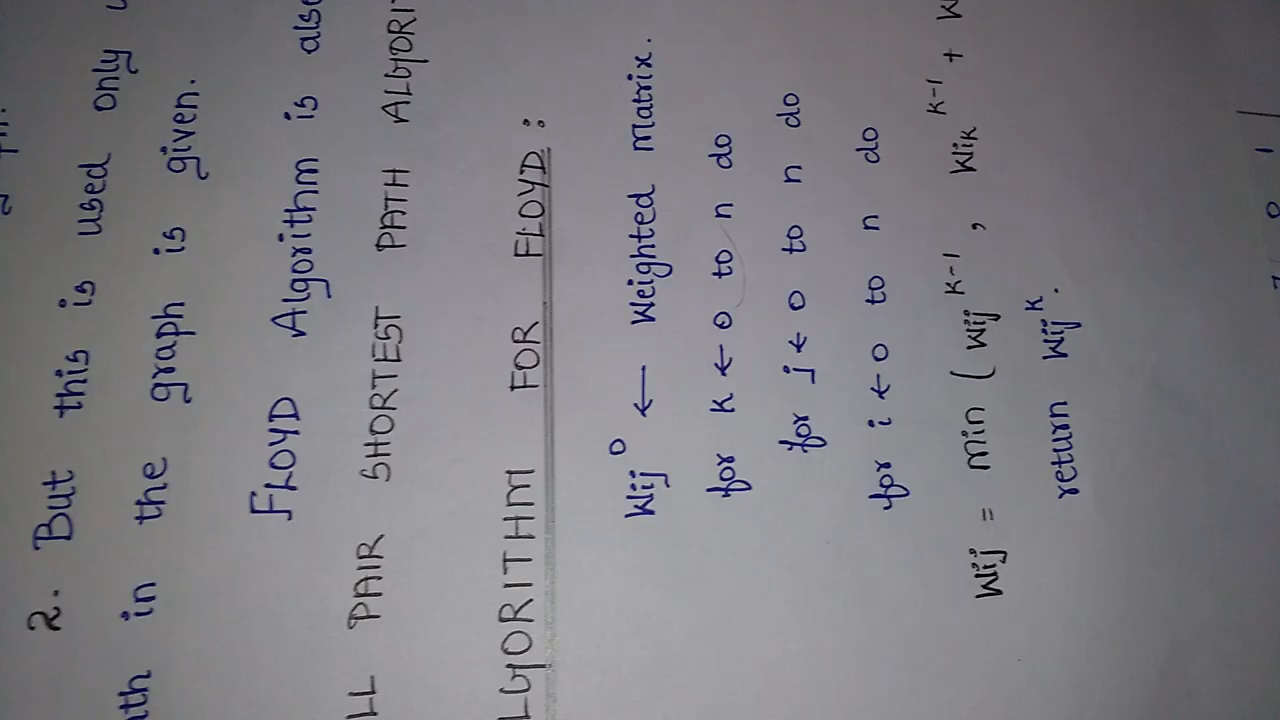 2. But this is used only
in the graph is given.
FLOYD Algorithm is
PAIR SHORTEST PATH
FOR FLOYD:
Wij⁰ ← Weighted Matrix.
for K ← 0 to n do
for j ← 0 to n do
for i ← 0 to n do
Wij = min ( Wij^K-1 , Wik^K-1 +
return Wij^K.